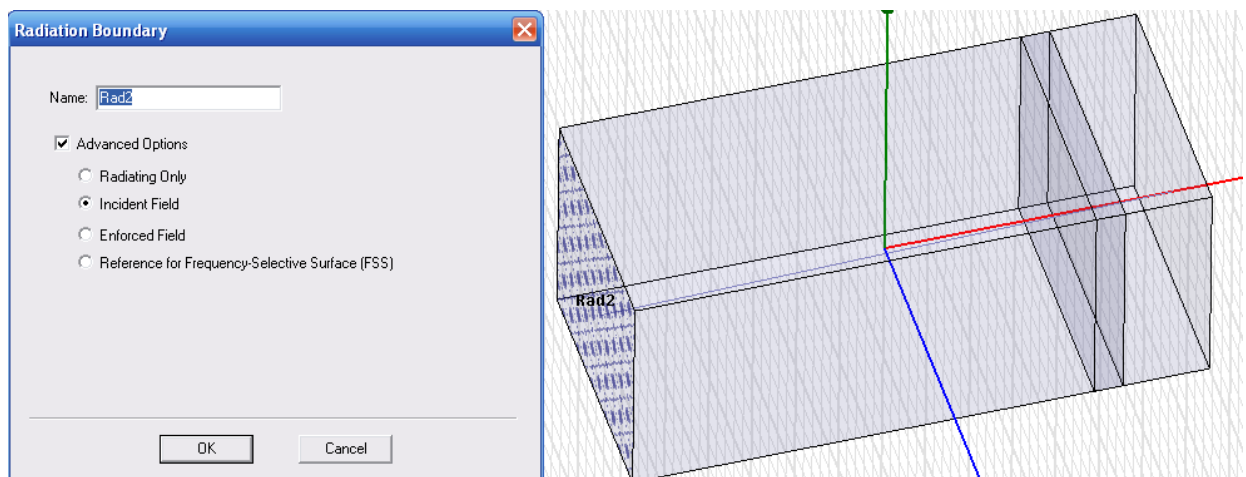 Radiation Boundary
Name: Rad2
Advanced Options
Radiating Only
Incident Field
Enforced Field
Reference for Frequency-Selective Surface (FSS)
OK Cancel
Rad2